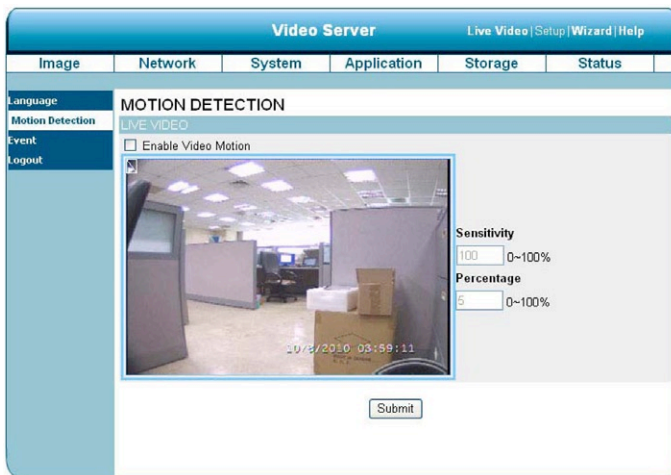 Video Server
Live Video|Setup|Wizard|Help
Image Network System Application Storage Status
Language
Motion Detection
Event
Logout
MOTION DETECTION
LIVE VIDEO
Enable Video Motion
10/8/2010 03:59:11
Sensitivity
100 0~100%
Percentage
5 0~100%
Submit